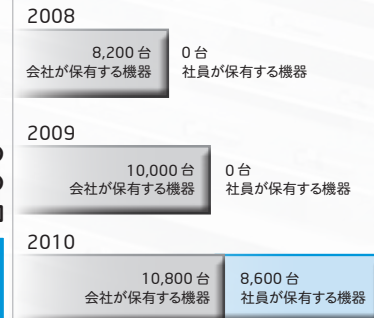 2008
8,200 台 0 台
会社が保有する機器 社員が保有する機器
2009
10,000 台 0 台
会社が保有する機器 社員が保有する機器
2010
10,800 台 8,600 台
会社が保有する機器 社員が保有する機器